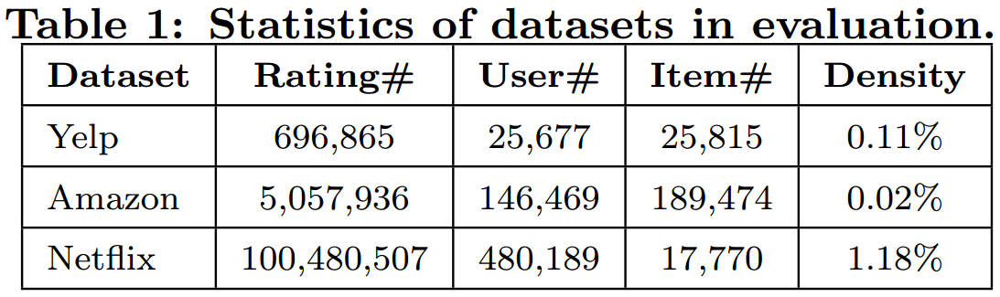 Table 1: Statistics of datasets in evaluation.
Dataset Rating# User# Item# Density
Yelp 696,865 25,677 25,815 0.11%
Amazon 5,057,936 146,469 189,474 0.02%
Netflix 100,480,507 480,189 17,770 1.18%